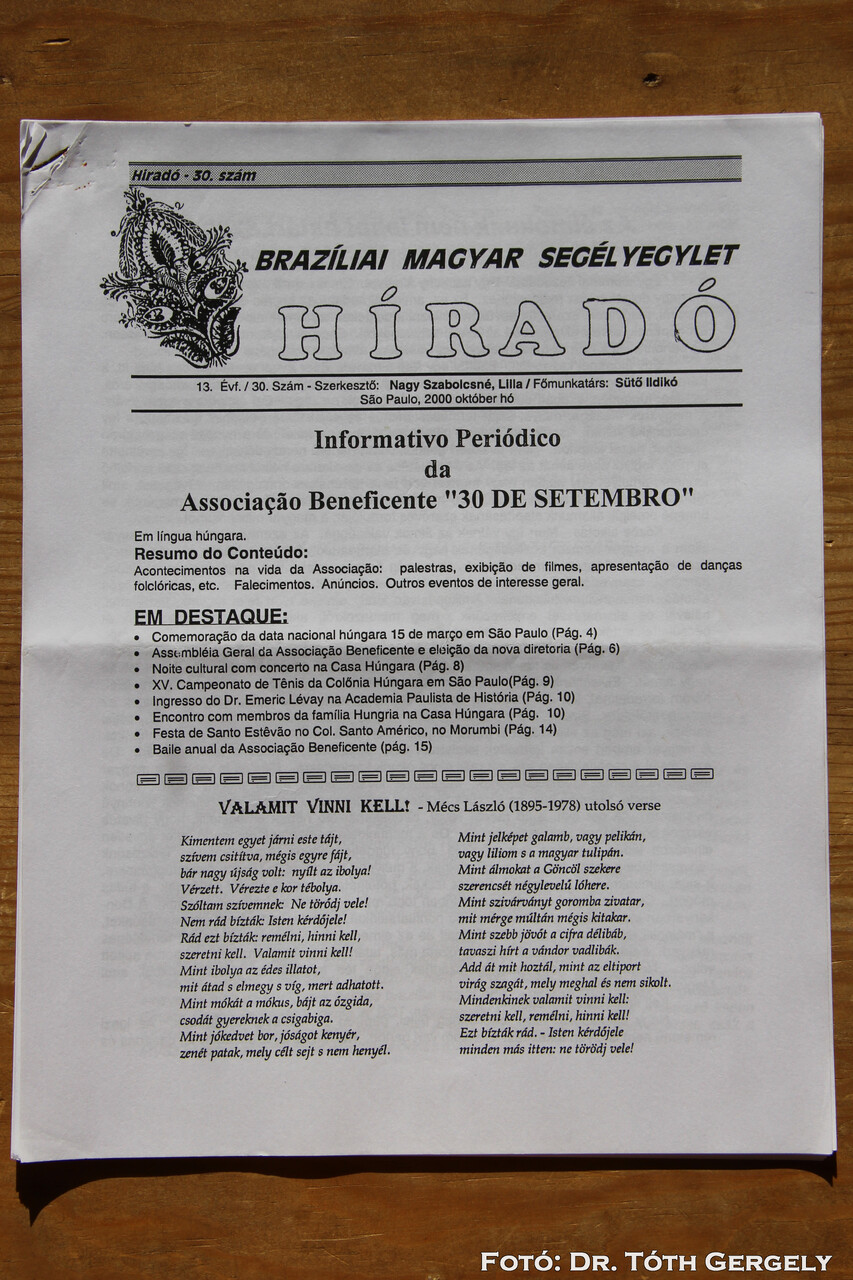 Hiradó - 30. szám
BRAZÍLIAI MAGYAR SEGÉLYEGYLET
HÍRADÓ
13. Évf. / 30. Szám - Szerkesztő: Nagy Szabolcsné, Lilla / Főmunkatárs: Sütő Ildikó
São Paulo, 2000 október hó
Informativo Periódico
da
Associação Beneficente "30 DE SETEMBRO"
Em língua húngara.
Resumo do Conteúdo:
Acontecimentos na vida da Associação: palestras, exibição de filmes, apresentação de danças
folclóricas, etc. Falecimentos. Anúncios. Outros eventos de interesse geral.
EM DESTAQUE:
• Comemoração da data nacional húngara 15 de março em São Paulo (Pág. 4)
• Assembléia Geral da Associação Beneficente e eleição da nova diretoria (Pág. 6)
• Noite cultural com concerto na Casa Húngara (Pág. 8)
• XV. Campeonato de Tênis da Colônia Húngara em São Paulo(Pág. 9)
• Ingresso do Dr. Emeric Lévay na Academia Paulista de História (Pág. 10)
• Encontro com membros da família Hungria na Casa Húngara (Pág. 10)
• Festa de Santo Estêvão no Col. Santo Américo, no Morumbi (Pág. 14)
• Baile anual da Associação Beneficente (pág. 15)
VALAMIT VINNI KELL! - Mécs László (1895-1978) utolsó verse
Kimentem egyet járni este tájt,
szívem csitítva, mégis egyre fájt,
bár nagy újság volt: nyílt az ibolya!
Vérzett. Vérezte e kor tébolya.
Szóltam szívemnek: Ne törődj vele!
Nem rád bízták: Isten kérdőjele!
Rád ezt bízták: remélni, hinni kell,
szeretni kell. Valamit vinni kell!
Mint ibolya az édes illatot,
mit átad s elmegy s víg, mert adhatott.
Mint mókát a mókus, bájt az őzgida,
csodát gyereknek a csigabiga.
Mint jókedvet bor, jóságot kenyér,
zenét patak, mely célt sejt s nem henyél.
Mint jelképet galamb, vagy pelikán,
vagy liliom s a magyar tulipán.
Mint álmokat a Göncöl szekere
szerencsét négylevelű lóhere.
Mint szivárványt goromba zivatar,
mit mérge múltán mégis kitakar.
Mint szebb jövőt a cifra délibáb,
tavaszi hírt a vándor vadlibák.
Add át mit hoztál, mint az eltiport
virág szagát, mely meghal és nem sikolt.
Mindenkinek valamit vinni kell:
szeretni kell, remélni, hinni kell!
Ezt bízták rád. - Isten kérdőjele
minden más itten: ne törődj vele!
Fotó: Dr. Tóth Gergely